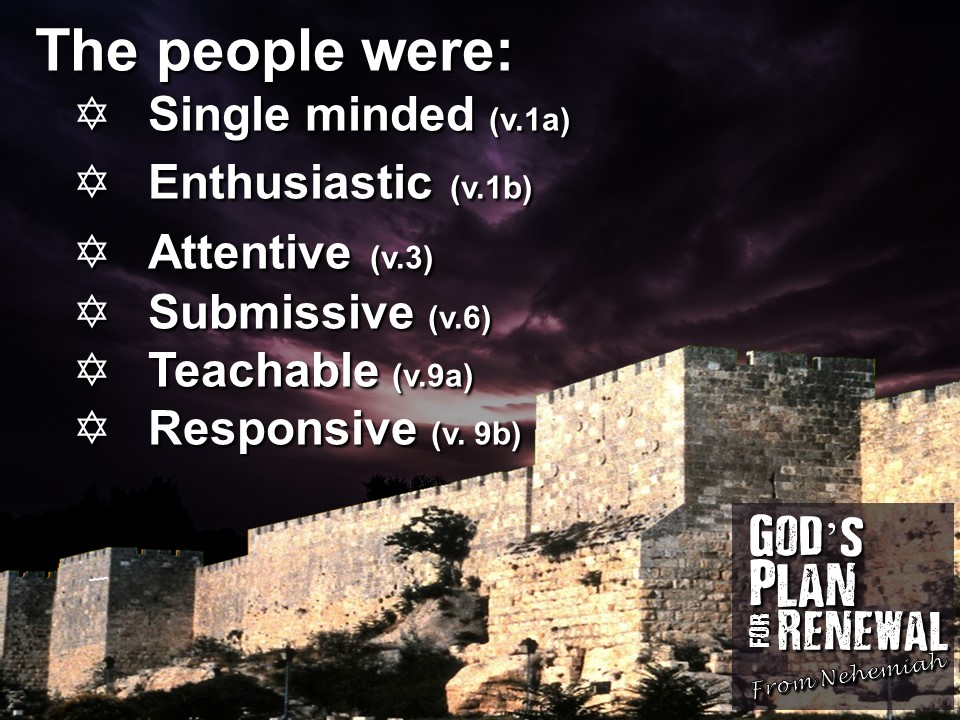 The people were:
✡ Single minded (v.1a)
✡ Enthusiastic (v.1b)
✡ Attentive (v.3)
✡ Submissive (v.6)
✡ Teachable (v.9a)
✡ Responsive (v. 9b)
GOD'S
PLAN
FOR RENEWAL
From Nehemiah